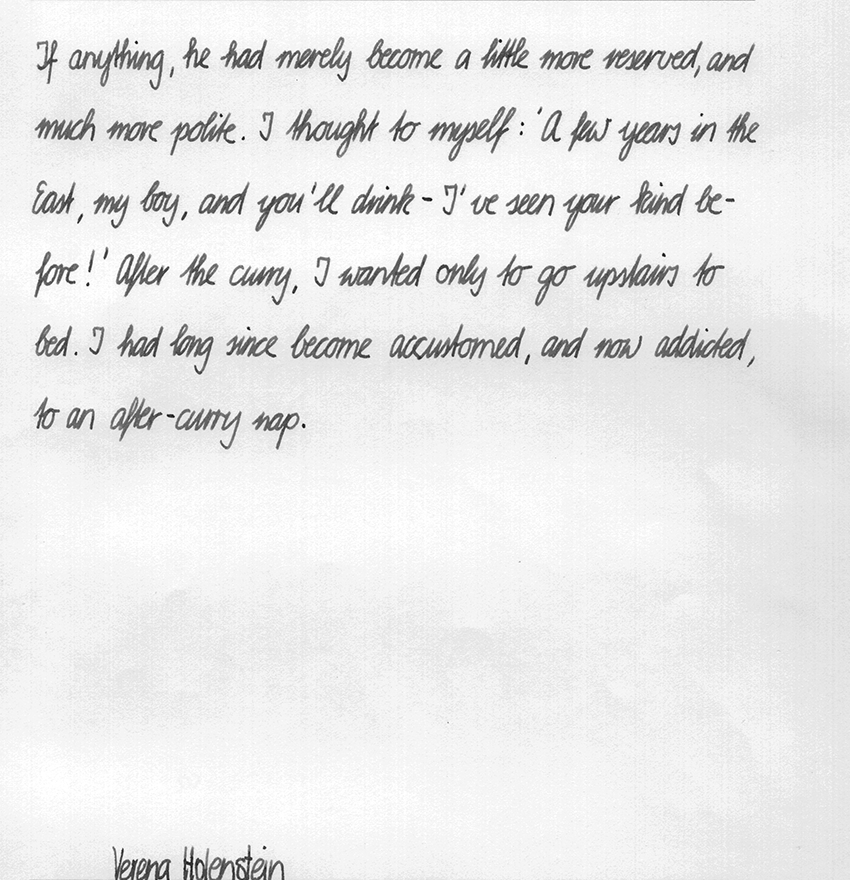 If anything, he had merely become a little more reserved, and
much more polite. I thought to myself: 'A few years in the
East, my boy, and you'll drink - I've seen your kind be-
fore!' After the curry, I wanted only to go upstairs to
bed. I had long since become accustomed, and now addicted,
to an after-curry nap.
Verena Holenstein